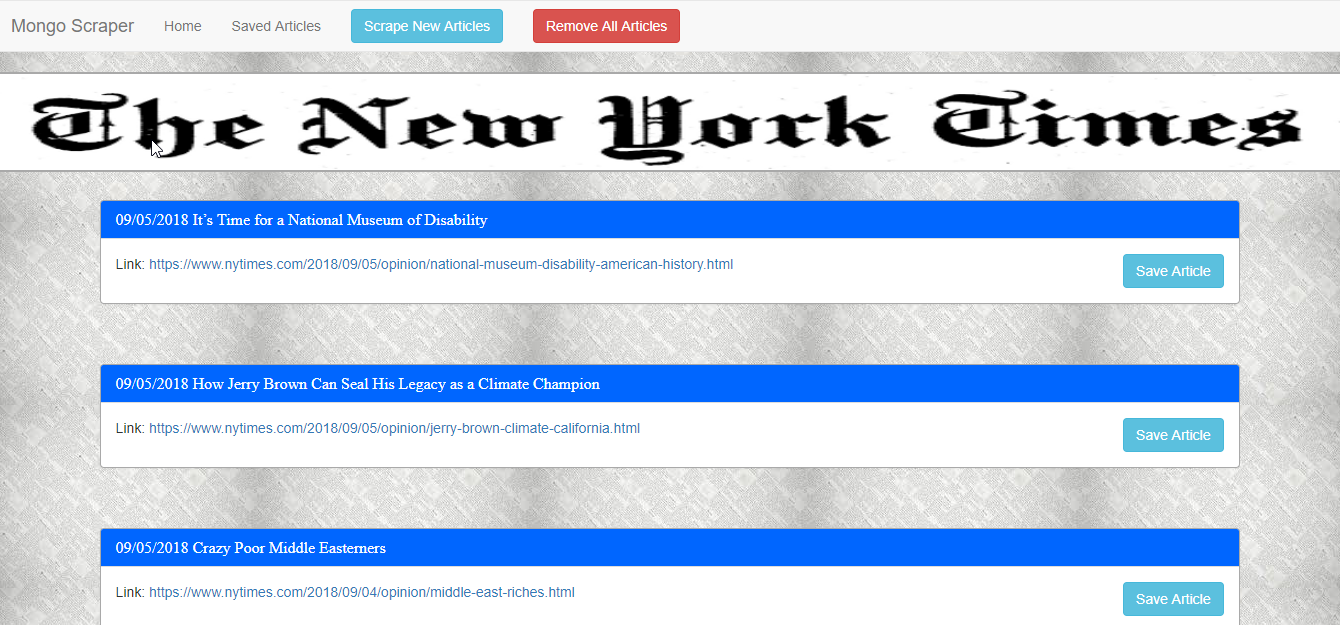 Mongo Scraper Home Saved Articles Scrape New Articles Remove All Articles
The New York Times
09/05/2018 It’s Time for a National Museum of Disability
Link: https://www.nytimes.com/2018/09/05/opinion/national-museum-disability-american-history.html Save Article
09/05/2018 How Jerry Brown Can Seal His Legacy as a Climate Champion
Link: https://www.nytimes.com/2018/09/05/opinion/jerry-brown-climate-california.html Save Article
09/05/2018 Crazy Poor Middle Easterners
Link: https://www.nytimes.com/2018/09/04/opinion/middle-east-riches.html Save Article